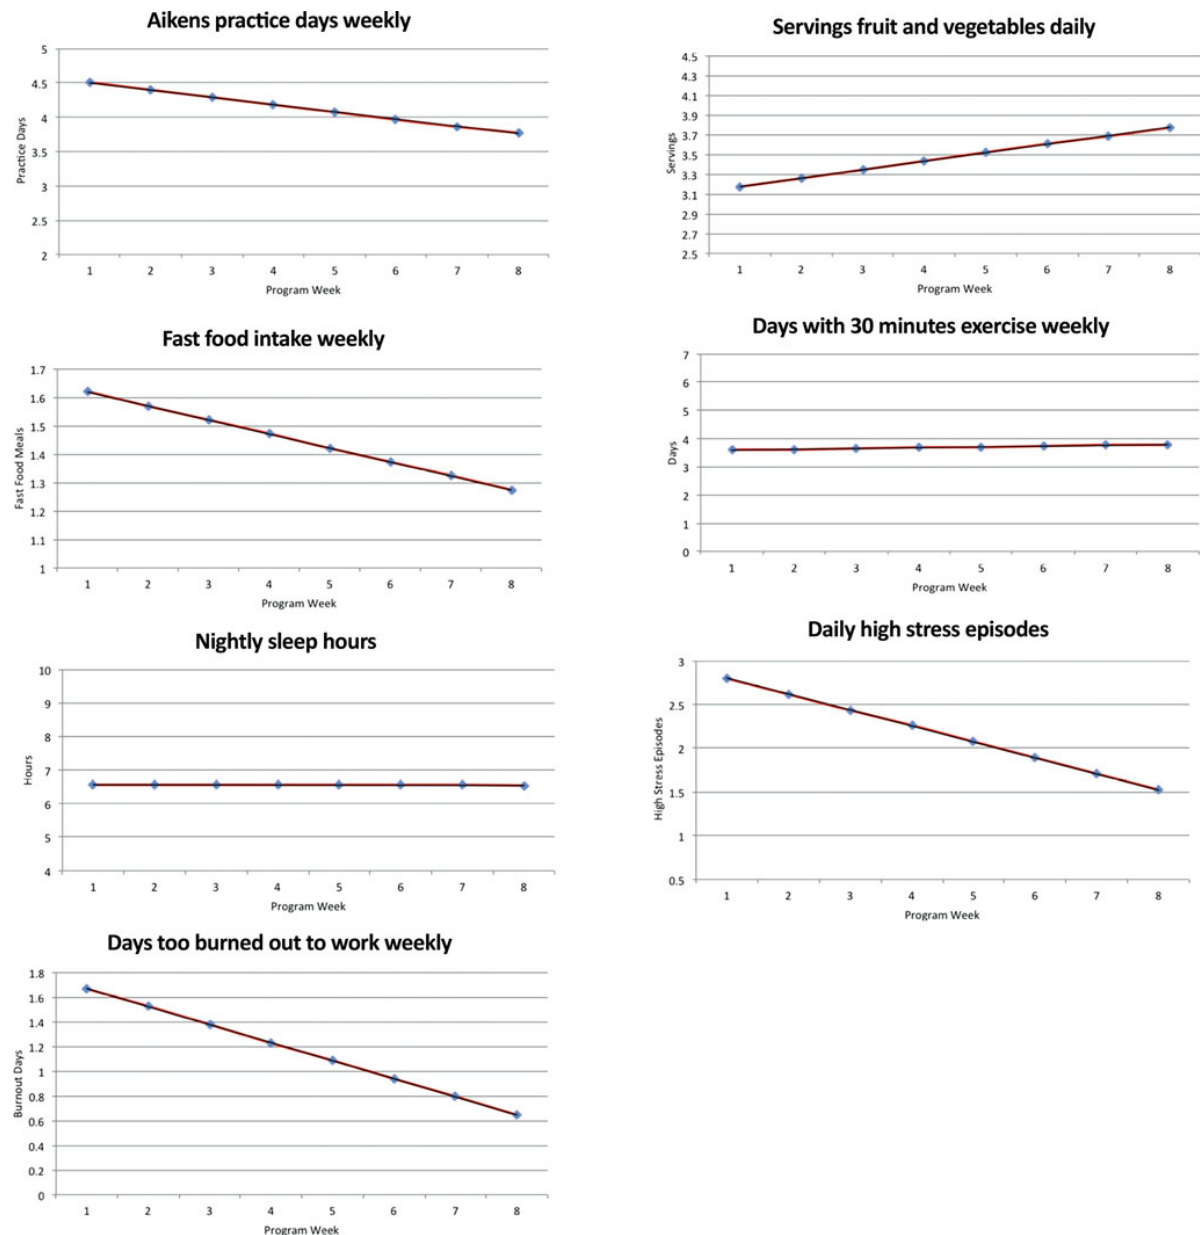 Aikens practice days weekly
5
4.5
4
3.5
3
2.5
2
Practice Days
1 2 3 4 5 6 7 8
Program Week
Servings fruit and vegetables daily
4.5
4.3
4.1
3.9
3.7
3.5
3.3
3.1
2.9
2.7
2.5
Servings
1 2 3 4 5 6 7 8
Program Week
Fast food intake weekly
1.7
1.6
1.5
1.4
1.3
1.2
1.1
1
Fast Food Meals
1 2 3 4 5 6 7 8
Program Week
Days with 30 minutes exercise weekly
7
6
5
4
3
2
1
0
Days
1 2 3 4 5 6 7 8
Program Week
Nightly sleep hours
10
9
8
7
6
5
4
Hours
1 2 3 4 5 6 7 8
Program Week
Daily high stress episodes
3
2.5
2
1.5
1
0.5
High Stress Episodes
1 2 3 4 5 6 7 8
Program Week
Days too burned out to work weekly
1.8
1.6
1.4
1.2
1
0.8
0.6
0.4
0.2
0
Burnout Days
1 2 3 4 5 6 7 8
Program Week